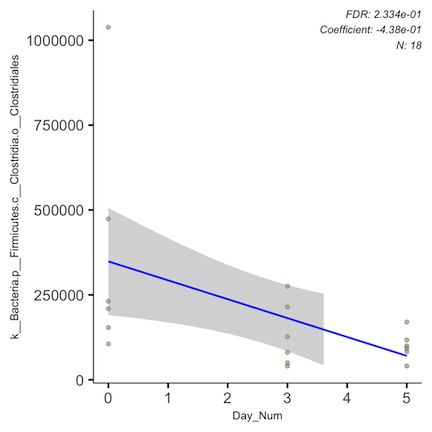 FDR: 2.334e-01
Coefficient: -4.38e-01
N: 18
k__Bacteria.p__Firmicutes.c__Clostridia.o__Clostridiales
1000000
750000
500000
250000
0
0 1 2 3 4 5
Day_Num